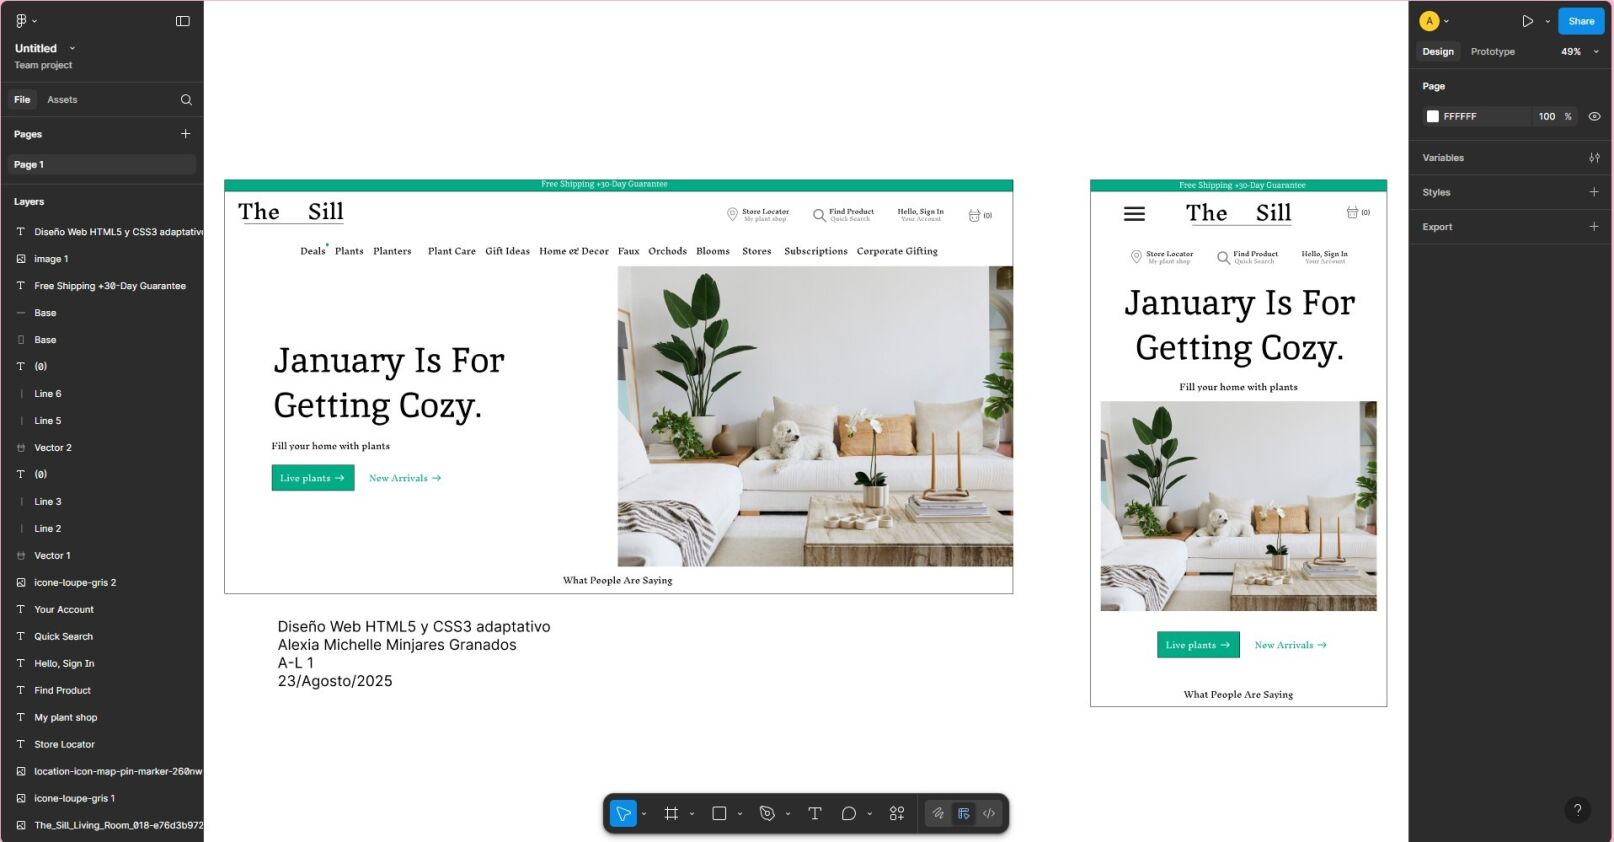 Untitled
Team project
File Assets
Pages
Page 1
Layers
Diseño Web HTML5 y CSS3 adaptativo
image 1
Free Shipping +30-Day Guarantee
Base
Base
(0)
Line 6
Line 5
Vector 2
(0)
Line 3
Line 2
Vector 1
icone-loupe-gris 2
Your Account
Quick Search
Hello, Sign In
Find Product
My plant shop
Store Locator
location-icon-map-pin-marker-260nw
icone-loupe-gris 1
The_Sill_Living_Room_018-e76d3b972
Free Shipping +30-Day Guarantee
The Sill
Store Locator
My plant shop
Find Product
Quick Search
Hello, Sign In
Your Account
(0)
Deals Plants Planters Plant Care Gift Ideas Home & Decor Faux Orchods Blooms Stores Subscriptions Corporate Gifting
January Is For
Getting Cozy.
Fill your home with plants
Live plants → New Arrivals →
What People Are Saying
Diseño Web HTML5 y CSS3 adaptativo
Alexia Michelle Minjares Granados
A-L 1
23/Agosto/2025
Free Shipping +30-Day Guarantee
The Sill
(0)
Store Locator
My plant shop
Find Product
Quick Search
Hello, Sign In
Your Account
January Is For
Getting Cozy.
Fill your home with plants
Live plants → New Arrivals →
What People Are Saying
A
Share
Design Prototype 49%
Page
FFFFFF 100 %
Variables
Styles
Export
?